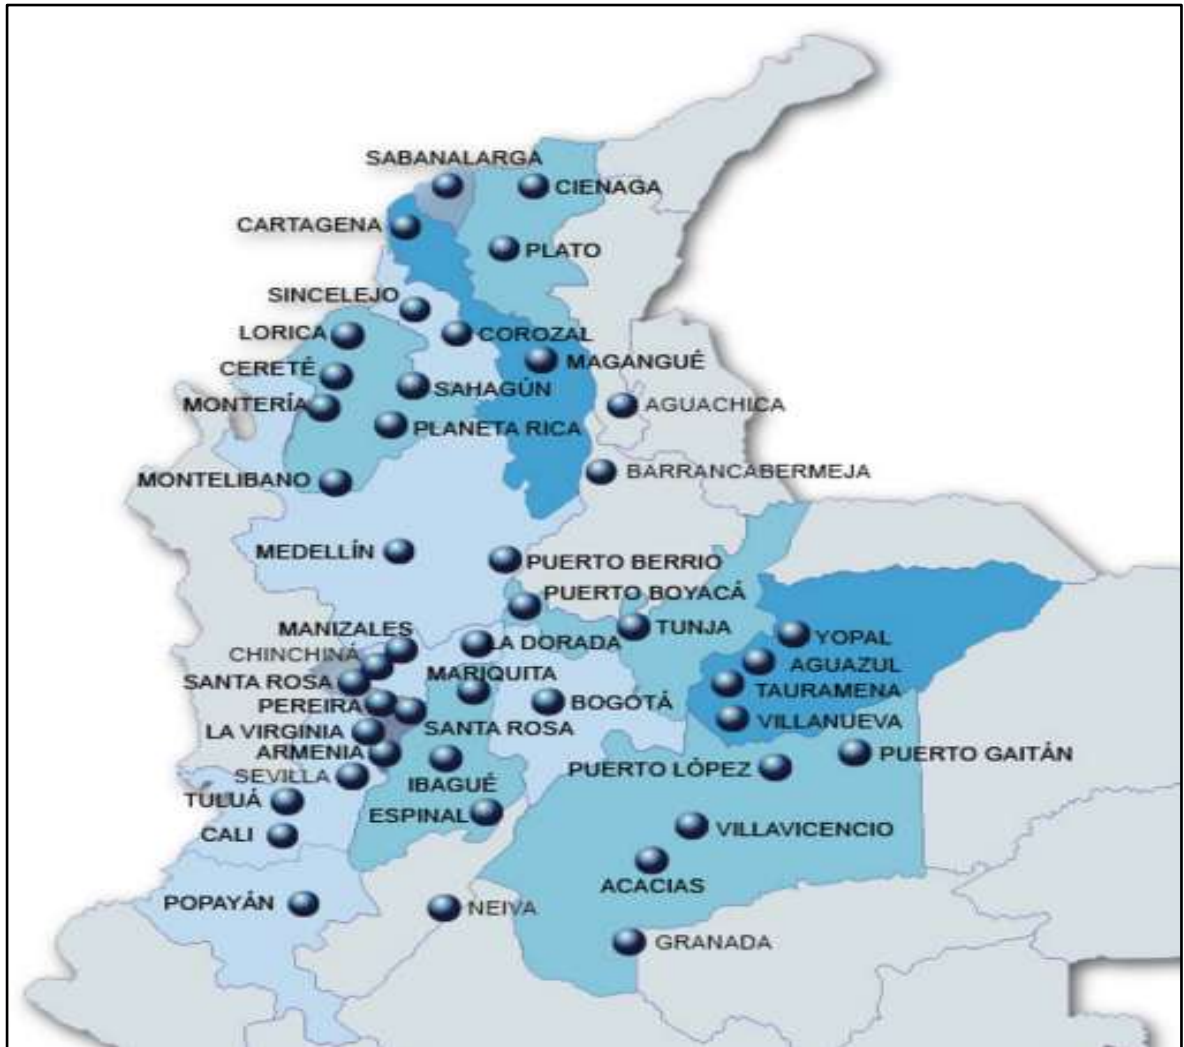 SABANALARGA
CIENAGA
CARTAGENA
PLATO
SINCELEJO
LORICA
COROZAL
MAGANGUÉ
CERETÉ
SAHAGÚN
MONTERÍA
AGUACHICA
PLANETA RICA
BARRANCABERMEJA
MONTELIBANO
MEDELLÍN
PUERTO BERRIO
PUERTO BOYACÁ
TUNJA
MANIZALES
YOPAL
LA DORADA
CHINCHINÁ
AGUAZUL
MARIQUITA
SANTA ROSA
TAURAMENA
BOGOTÁ
PEREIRA
VILLANUEVA
SANTA ROSA
LA VIRGINIA
ARMENIA
PUERTO GAITÁN
PUERTO LÓPEZ
SEVILLA
IBAGUÉ
TULUÁ
ESPINAL
VILLAVICENCIO
CALI
ACACIAS
POPAYÁN
NEIVA
GRANADA